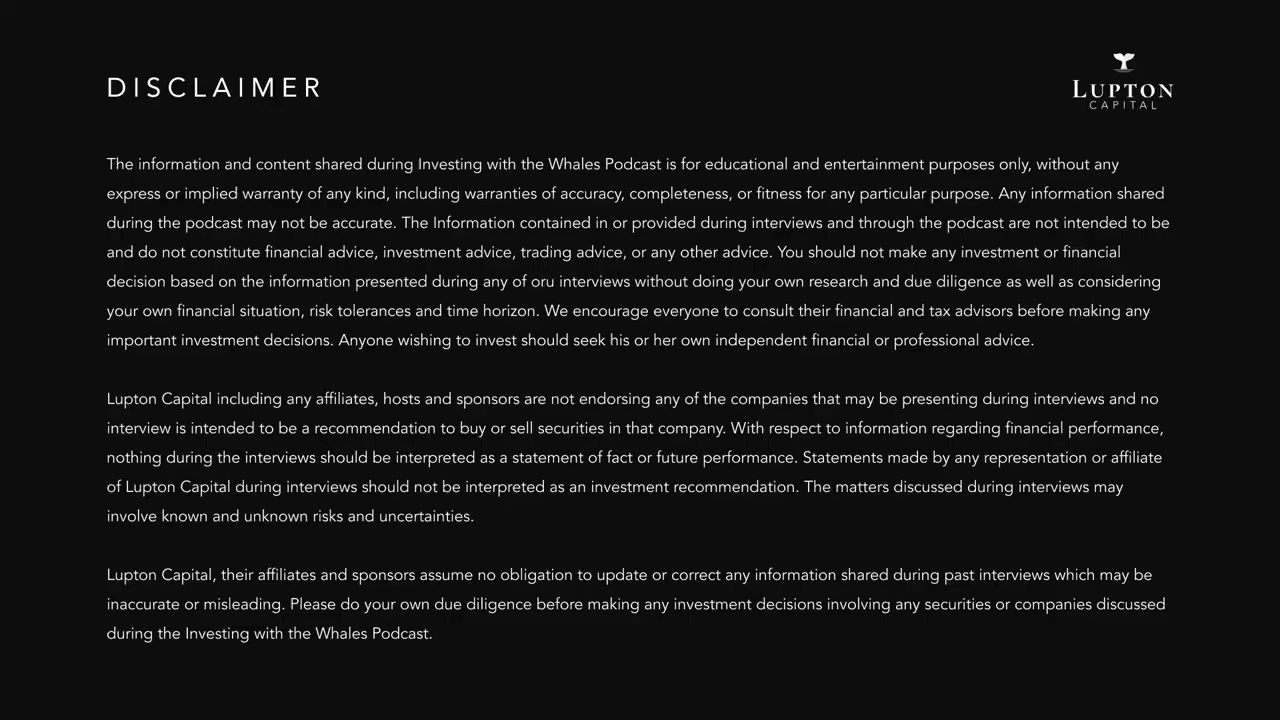 DISCLAIMER
LUPTON
CAPITAL
The information and content shared during Investing with the Whales Podcast is for educational and entertainment purposes only, without any
express or implied warranty of any kind, including warranties of accuracy, completeness, or fitness for any particular purpose. Any information shared
during the podcast may not be accurate. The Information contained in or provided during interviews and through the podcast are not intended to be
and do not constitute financial advice, investment advice, trading advice, or any other advice. You should not make any investment or financial
decision based on the information presented during any of oru interviews without doing your own research and due diligence as well as considering
your own financial situation, risk tolerances and time horizon. We encourage everyone to consult their financial and tax advisors before making any
important investment decisions. Anyone wishing to invest should seek his or her own independent financial or professional advice.
Lupton Capital including any affiliates, hosts and sponsors are not endorsing any of the companies that may be presenting during interviews and no
interview is intended to be a recommendation to buy or sell securities in that company. With respect to information regarding financial performance,
nothing during the interviews should be interpreted as a statement of fact or future performance. Statements made by any representation or affiliate
of Lupton Capital during interviews should not be interpreted as an investment recommendation. The matters discussed during interviews may
involve known and unknown risks and uncertainties.
Lupton Capital, their affiliates and sponsors assume no obligation to update or correct any information shared during past interviews which may be
inaccurate or misleading. Please do your own due diligence before making any investment decisions involving any securities or companies discussed
during the Investing with the Whales Podcast.